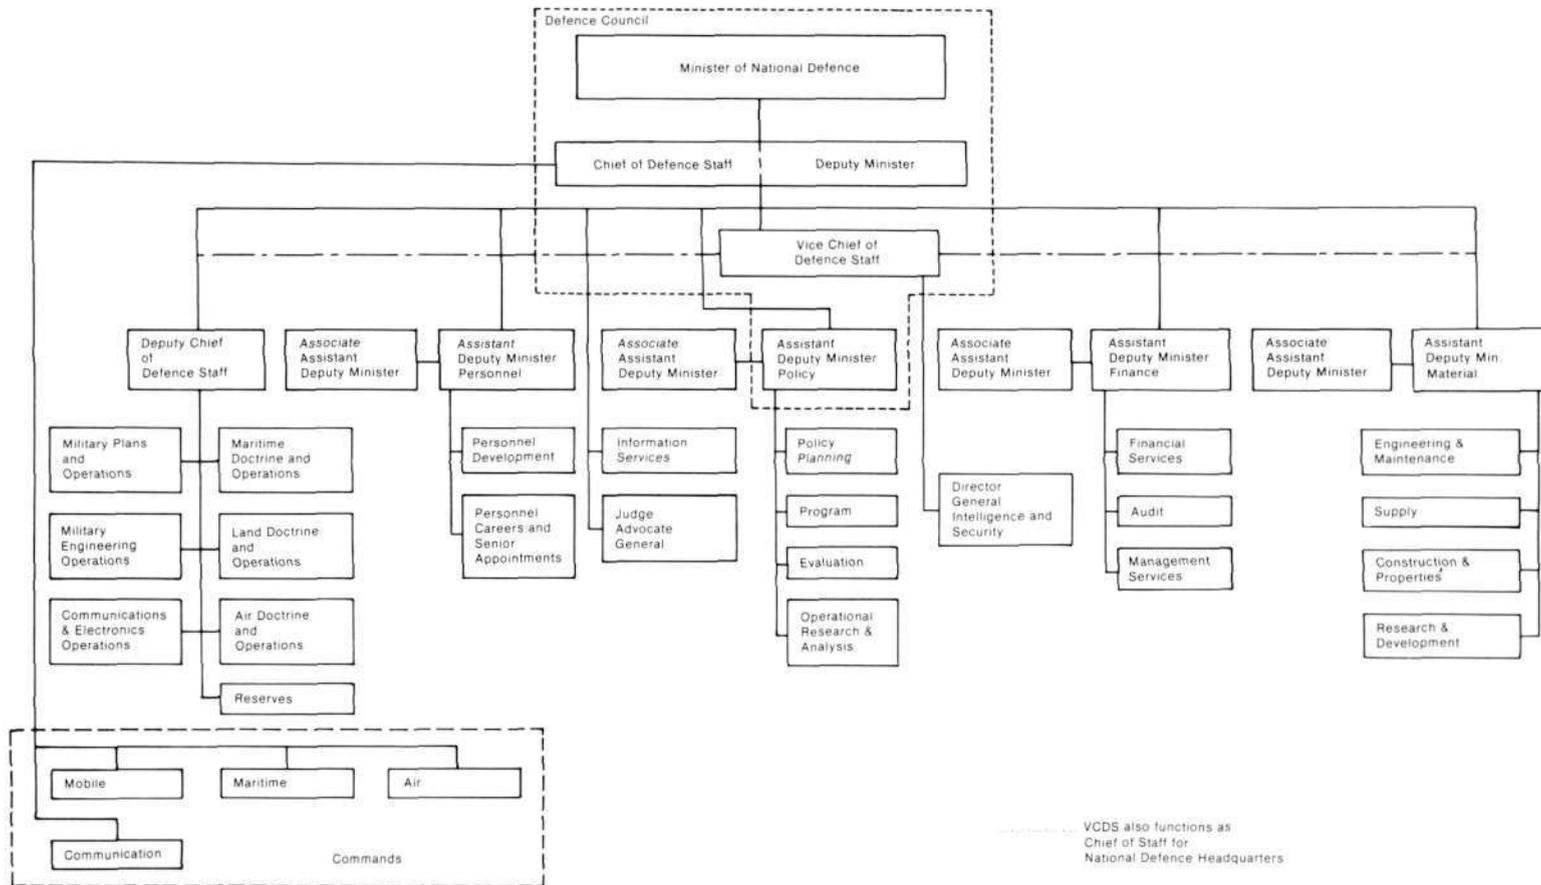 Defence Council
Minister of National Defence
Chief of Defence Staff
Deputy Minister
Vice Chief of
Defence Staff
Deputy Chief
of
Defence Staff
Associate
Assistant
Deputy Minister
Assistant
Deputy Minister
Personnel
Associate
Assistant
Deputy Minister
Assistant
Deputy Minister
Policy
Associate
Assistant
Deputy Minister
Assistant
Deputy Minister
Finance
Associate
Assistant
Deputy Minister
Assistant
Deputy Min.
Material
Military Plans
and
Operations
Maritime
Doctrine and
Operations
Military
Engineering
Operations
Land Doctrine
and
Operations
Communications
& Electronics
Operations
Air Doctrine
and
Operations
Reserves
Personnel
Development
Personnel
Careers and
Senior
Appointments
Information
Services
Judge
Advocate
General
Policy
Planning
Program
Evaluation
Operational
Research &
Analysis
Director
General
Intelligence and
Security
Financial
Services
Audit
Management
Services
Engineering &
Maintenance
Supply
Construction &
Properties
Research &
Development
Mobile
Maritime
Air
Communication
Commands
VCDS also functions as
Chief of Staff for
National Defence Headquarters